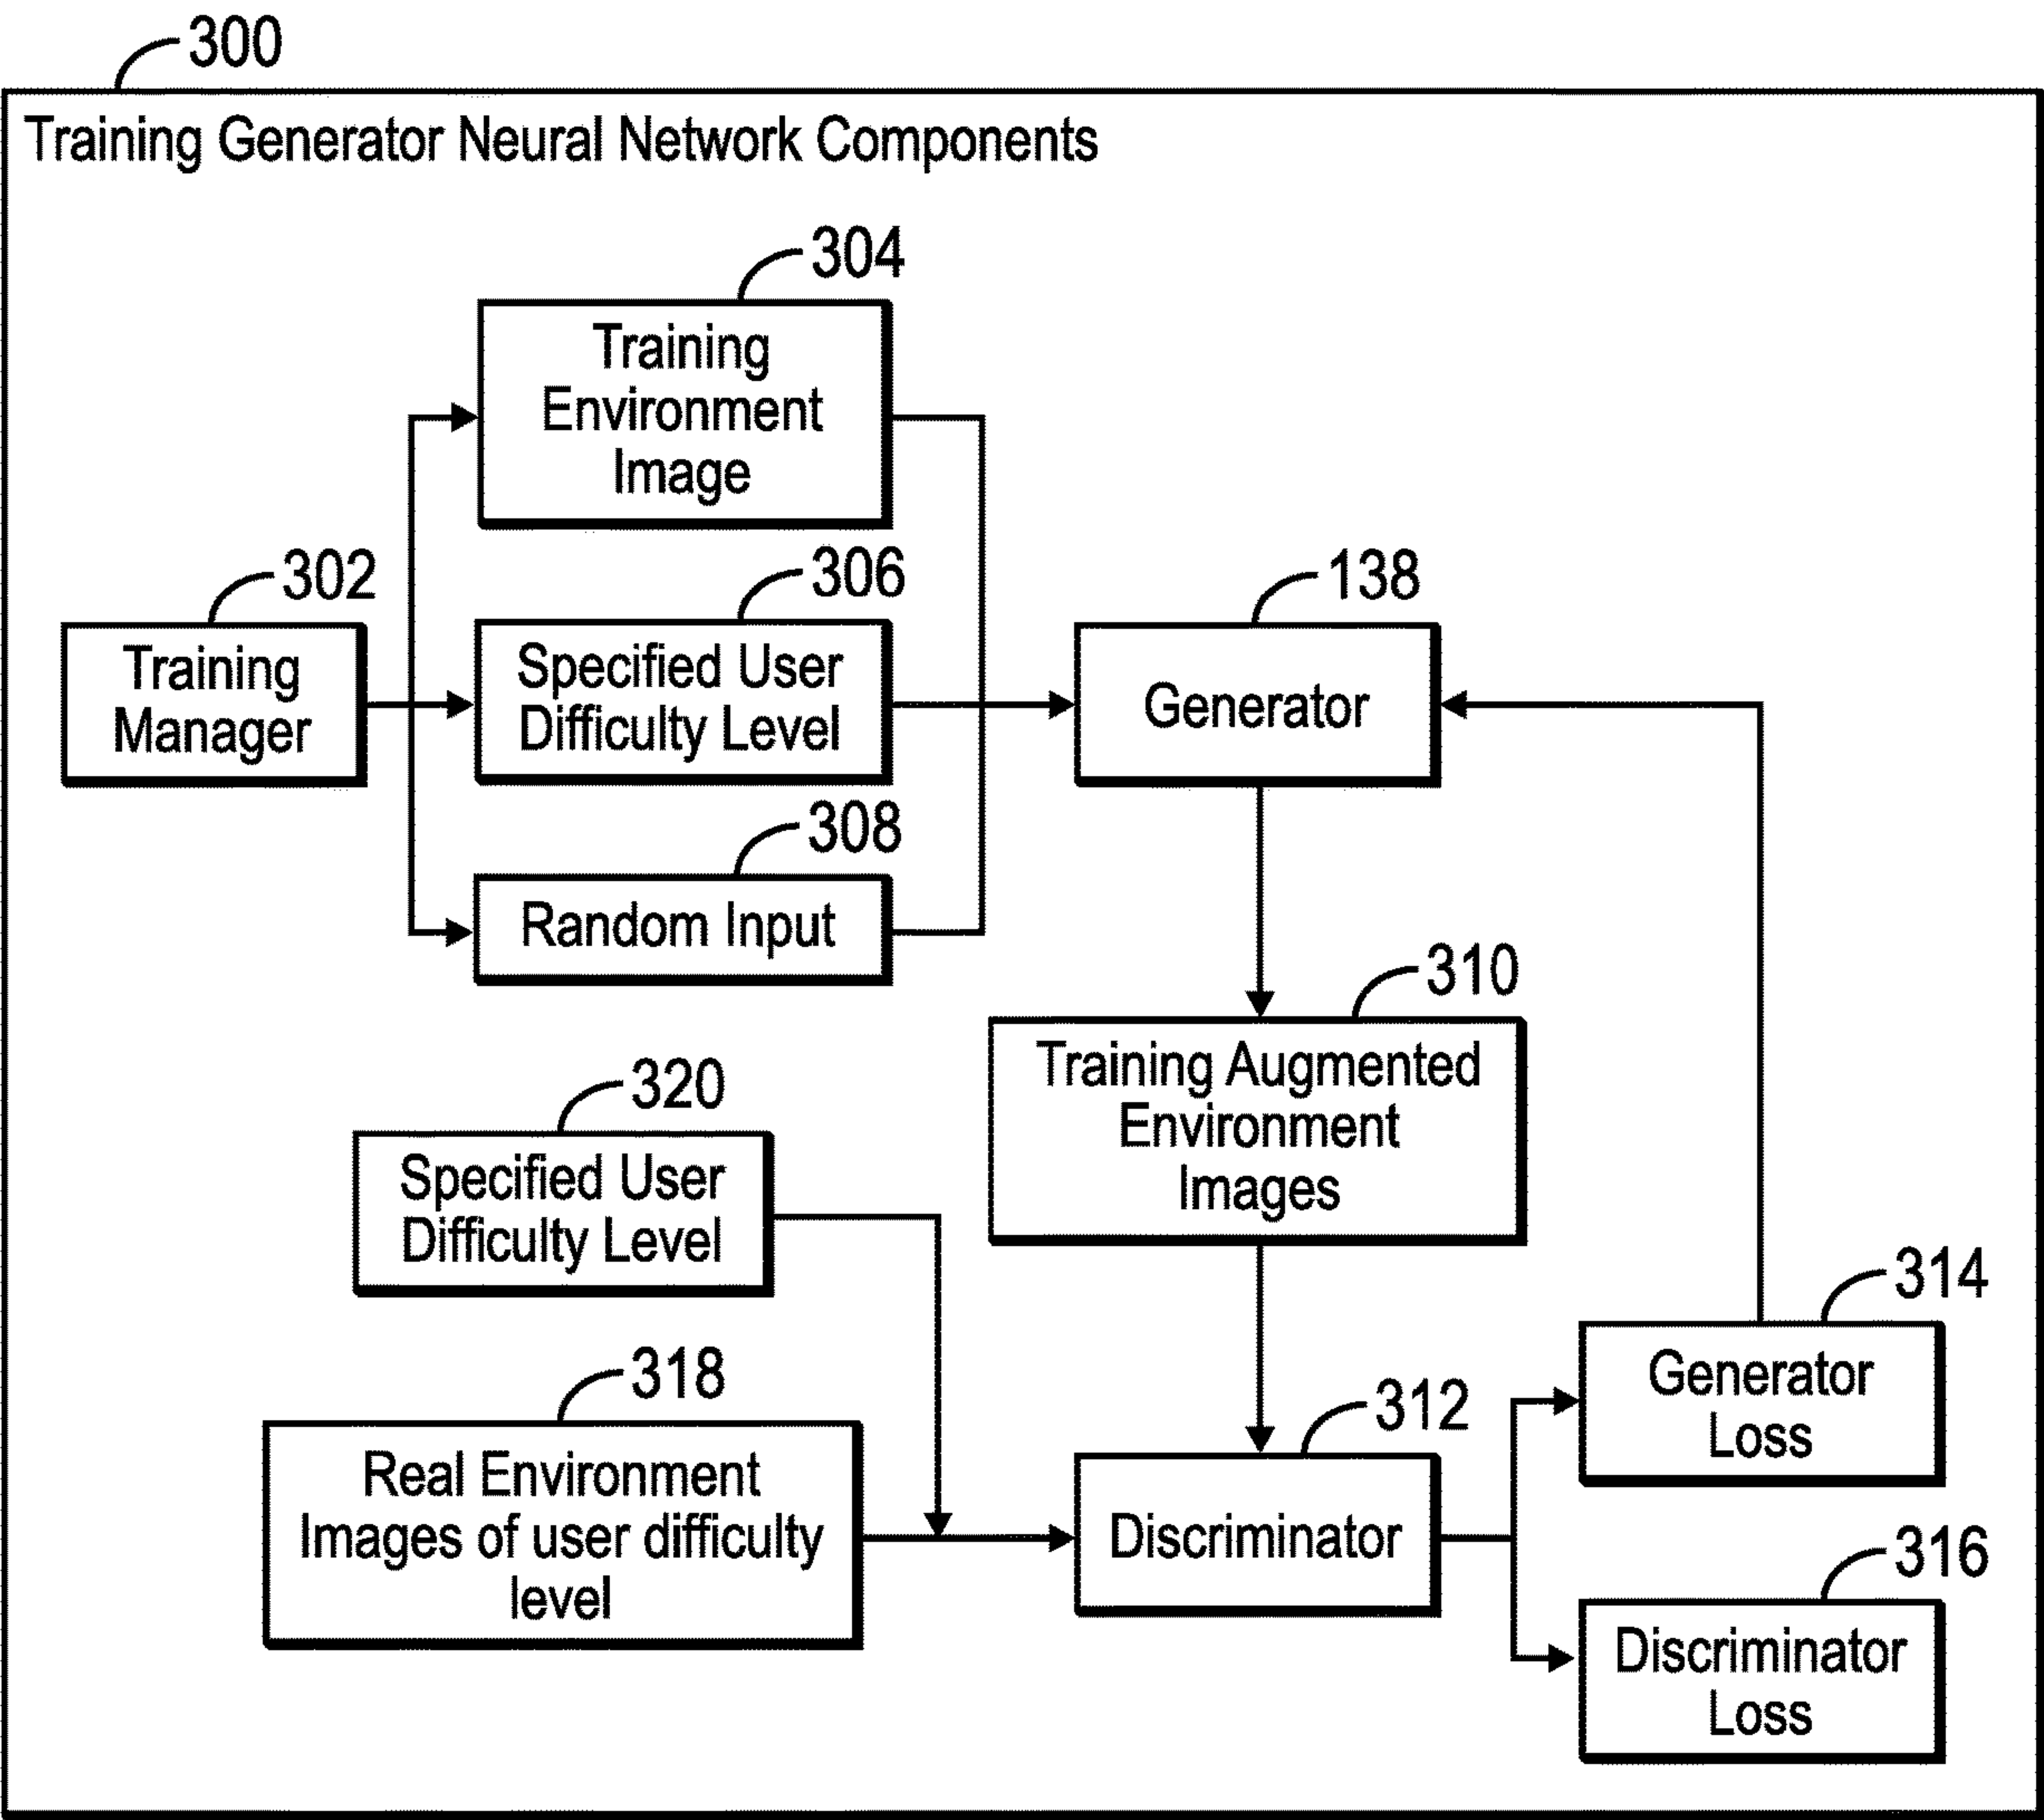 300
Training Generator Neural Network Components
304
Training
Environment
Image
302
Training
Manager
306
Specified User
Difficulty Level
138
Generator
308
Random Input
310
Training Augmented
Environment
Images
320
Specified User
Difficulty Level
318
Real Environment
Images of user difficulty
level
312
Discriminator
314
Generator
Loss
316
Discriminator
Loss